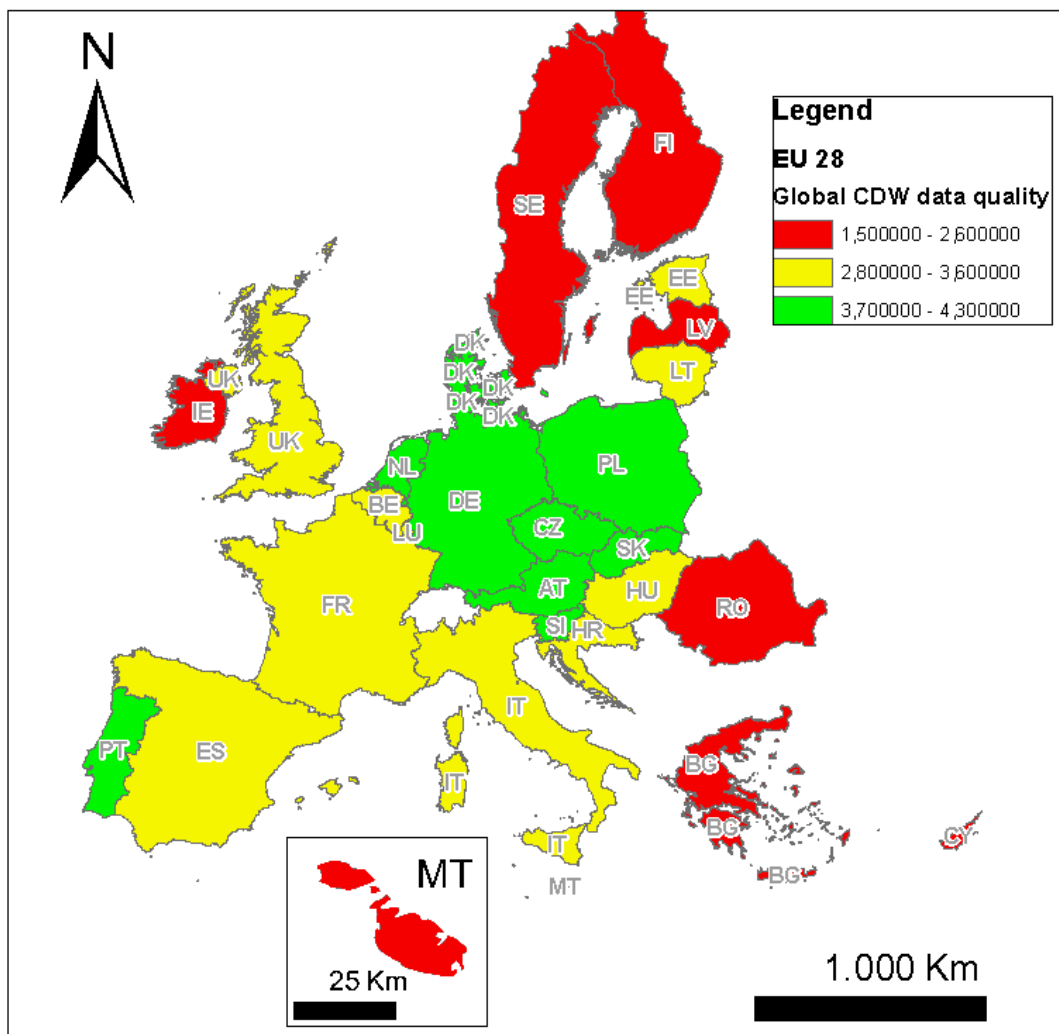 N
Legend
EU 28
Global CDW data quality
1,500000 - 2,600000
2,800000 - 3,600000
3,700000 - 4,300000
FI
SE
EE
EE
LV
LT
DK
DK
DK
DK
DK
UK
IE
UK
NL
PL
DE
BE
LU
CZ
SK
AT
HU
FR
RO
SI
HR
IT
PT
ES
BG
IT
BG
CY
IT
BG
MT
MT
25 Km
1.000 Km